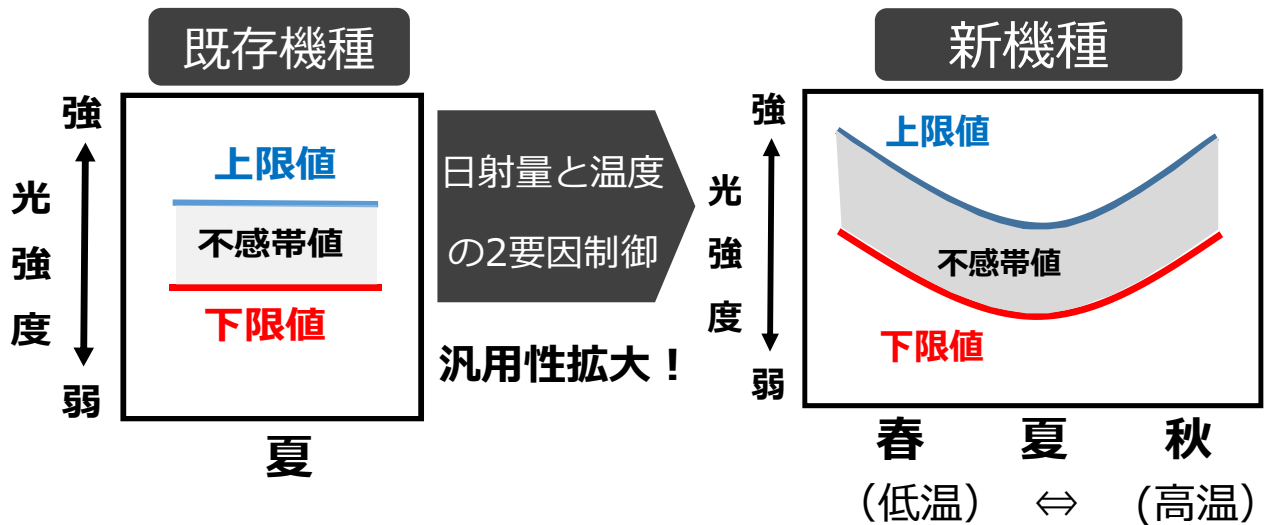 既存機種
強
光強度
弱
上限値
不感帯値
下限値
夏
日射量と温度
の2要因制御
汎用性拡大！
新機種
強
光強度
弱
上限値
不感帯値
下限値
春 夏 秋
（低温） ⇔ (高温）